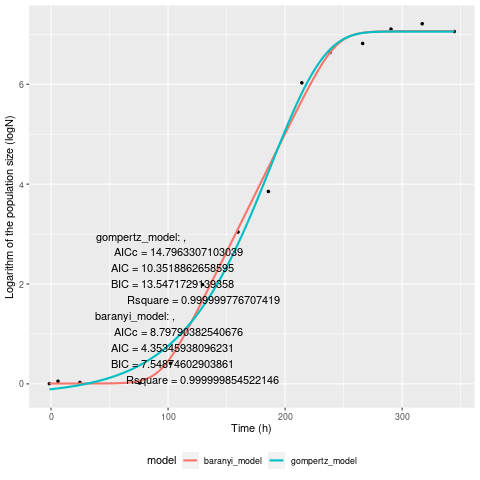 Logarithm of the population size (logN)
6
4
2
0
gompertz_model: ,
AICc = 14.7963307103039
AIC = 10.3518862658595
BIC = 13.5471729139358
Rsquare = 0.999999776707419
baranyi_model: ,
AICc = 8.79790382540676
AIC = 4.35345938096231
BIC = 7.54874602903861
Rsquare = 0.999999854522146
0 100 200 300
Time (h)
model baranyi_model gompertz_model